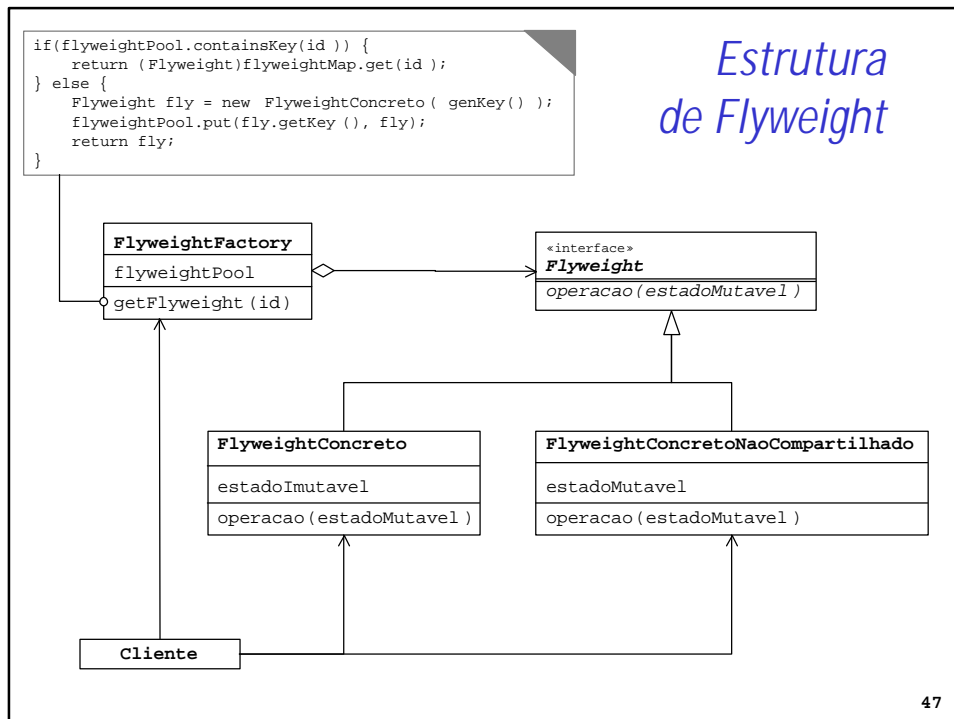 if(flyweightPool.containsKey(id )) {
    return (Flyweight)flyweightMap.get(id );
} else {
    Flyweight fly = new FlyweightConcreto( genKey() );
    flyweightPool.put(fly.getKey (), fly);
    return fly;
}
Estrutura
de Flyweight
FlyweightFactory
flyweightPool
getFlyweight(id)
«interface»
Flyweight
operacao(estadoMutavel )
FlyweightConcreto
estadoImutavel
operacao(estadoMutavel )
FlyweightConcretoNaoCompartilhado
estadoMutavel
operacao(estadoMutavel )
Cliente
47